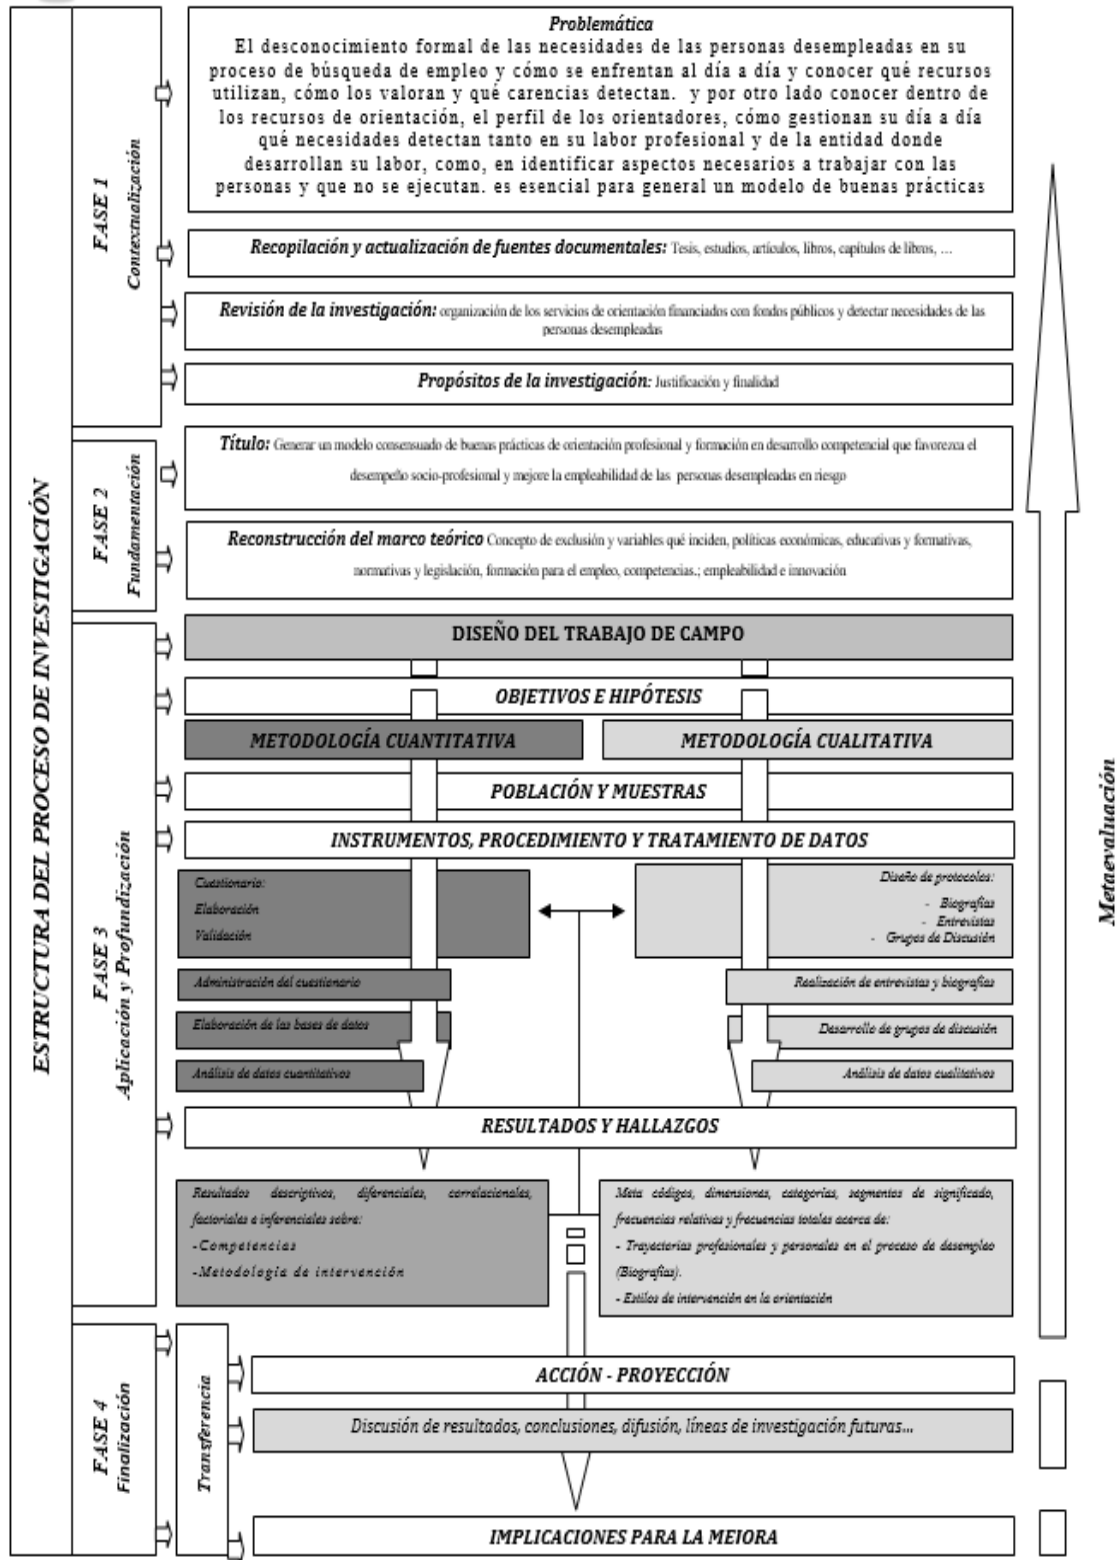 ESTRUCTURA DEL PROCESO DE INVESTIGACIÓN
FASE 1
Contextualización
Problemática
El desconocimiento formal de las necesidades de las personas desempleadas en su
proceso de búsqueda de empleo y cómo se enfrentan al día a día y conocer qué recursos
utilizan, cómo los valoran y qué carencias detectan. y por otro lado conocer dentro de
los recursos de orientación, el perfil de los orientadores, cómo gestionan su día a día
qué necesidades detectan tanto en su labor profesional y de la entidad donde
desarrollan su labor, como, en identificar aspectos necesarios a trabajar con las
personas y que no se ejecutan. es esencial para general un modelo de buenas prácticas
Recopilación y actualización de fuentes documentales: Tesis, estudios, artículos, libros, capítulos de libros, ...
Revisión de la investigación: organización de los servicios de orientación financiados con fondos públicos y detectar necesidades de las
personas desempleadas
Propósitos de la investigación: Justificación y finalidad
FASE 2
Fundamentación
Título: Generar un modelo consensuado de buenas prácticas de orientación profesional y formación en desarrollo competencial que favorezca el
desempeño socio-profesional y mejore la empleabilidad de las personas desempleadas en riesgo
Reconstrucción del marco teórico Concepto de exclusión y variables qué inciden, políticas económicas, educativas y formativas,
normativas y legislación, formación para el empleo, competencias.; empleabilidad e innovación
FASE 3
Aplicación y Profundización
DISEÑO DEL TRABAJO DE CAMPO
OBJETIVOS E HIPÓTESIS
METODOLOGÍA CUANTITATIVA
METODOLOGÍA CUALITATIVA
POBLACIÓN Y MUESTRAS
INSTRUMENTOS, PROCEDIMIENTO Y TRATAMIENTO DE DATOS
Cuestionario:
Elaboración
Validación
Diseño de protocolos:
- Biografías
- Entrevistas
- Grupos de Discusión
Administración del cuestionario
Realización de entrevistas y biografías
Elaboración de las bases de datos
Desarrollo de grupos de discusión
Análisis de datos cuantitativos
Análisis de datos cualitativos
RESULTADOS Y HALLAZGOS
Resultados descriptivos, diferenciales, correlacionales,
factoriales e inferenciales sobre:
-Competencias
-Metodología de intervención
Meta códigos, dimensiones, categorías, segmentos de significado,
frecuencias relativas y frecuencias totales acerca de:
- Trayectorias profesionales y personales en el proceso de desempleo
(Biografías).
- Estilos de intervención en la orientación
FASE 4
Finalización
Transferencia
ACCIÓN - PROYECCIÓN
Discusión de resultados, conclusiones, difusión, líneas de investigación futuras...
IMPLICACIONES PARA LA MEJORA
Metaevaluación